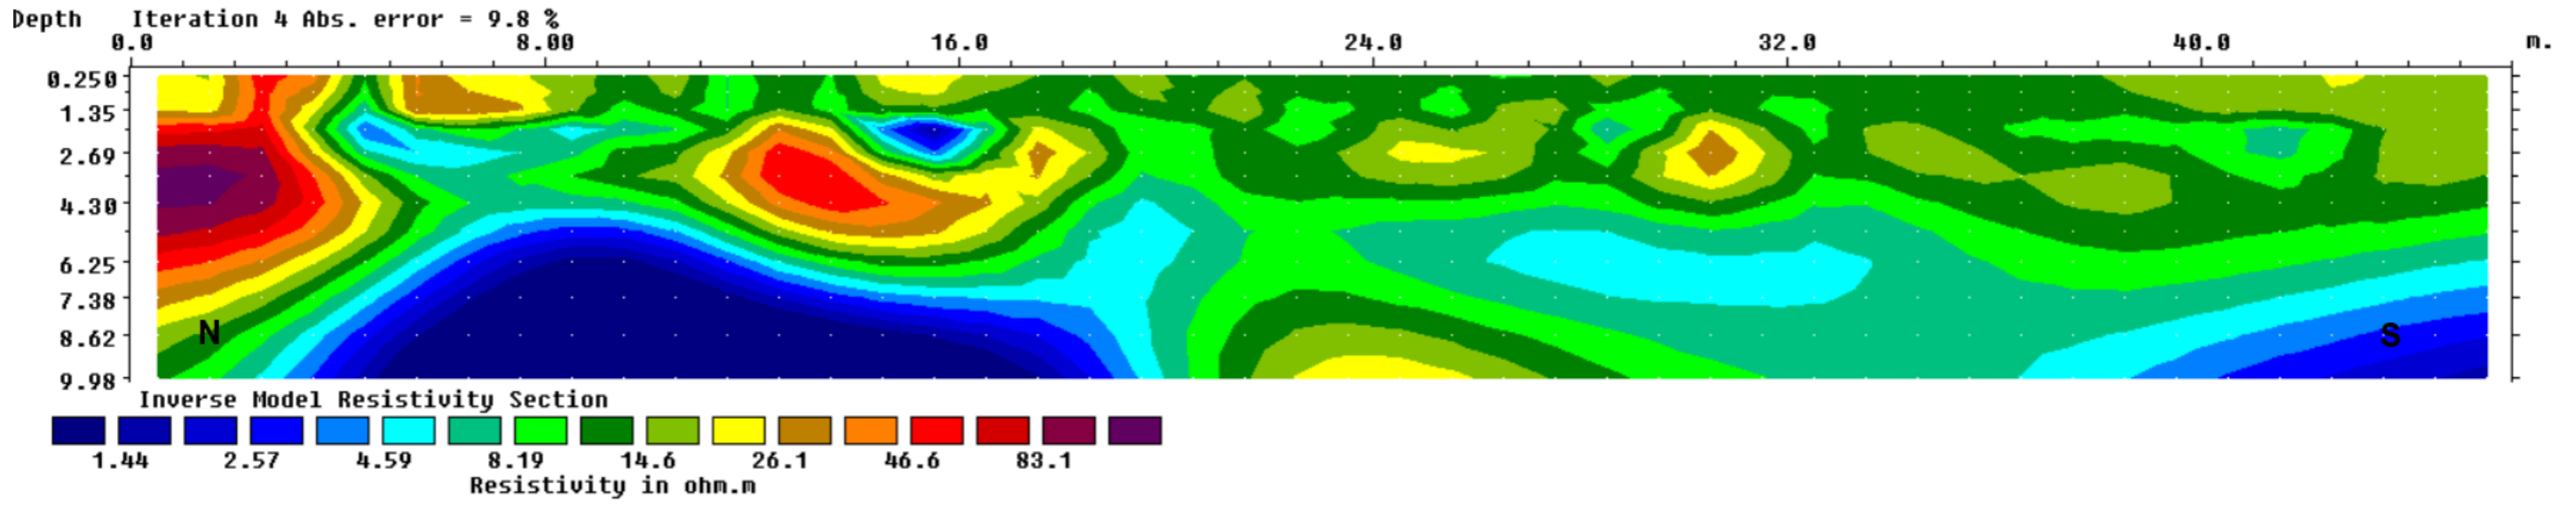 Depth Iteration 4 Abs. error = 9.8 %
0.0 8.00 16.0 24.0 32.0 40.0 m.
0.250
1.35
2.69
4.30
6.25
7.38
N 8.62 S
9.98
Inverse Model Resistivity Section
1.44 2.57 4.59 8.19 14.6 26.1 46.6 83.1
Resistivity in ohm.m